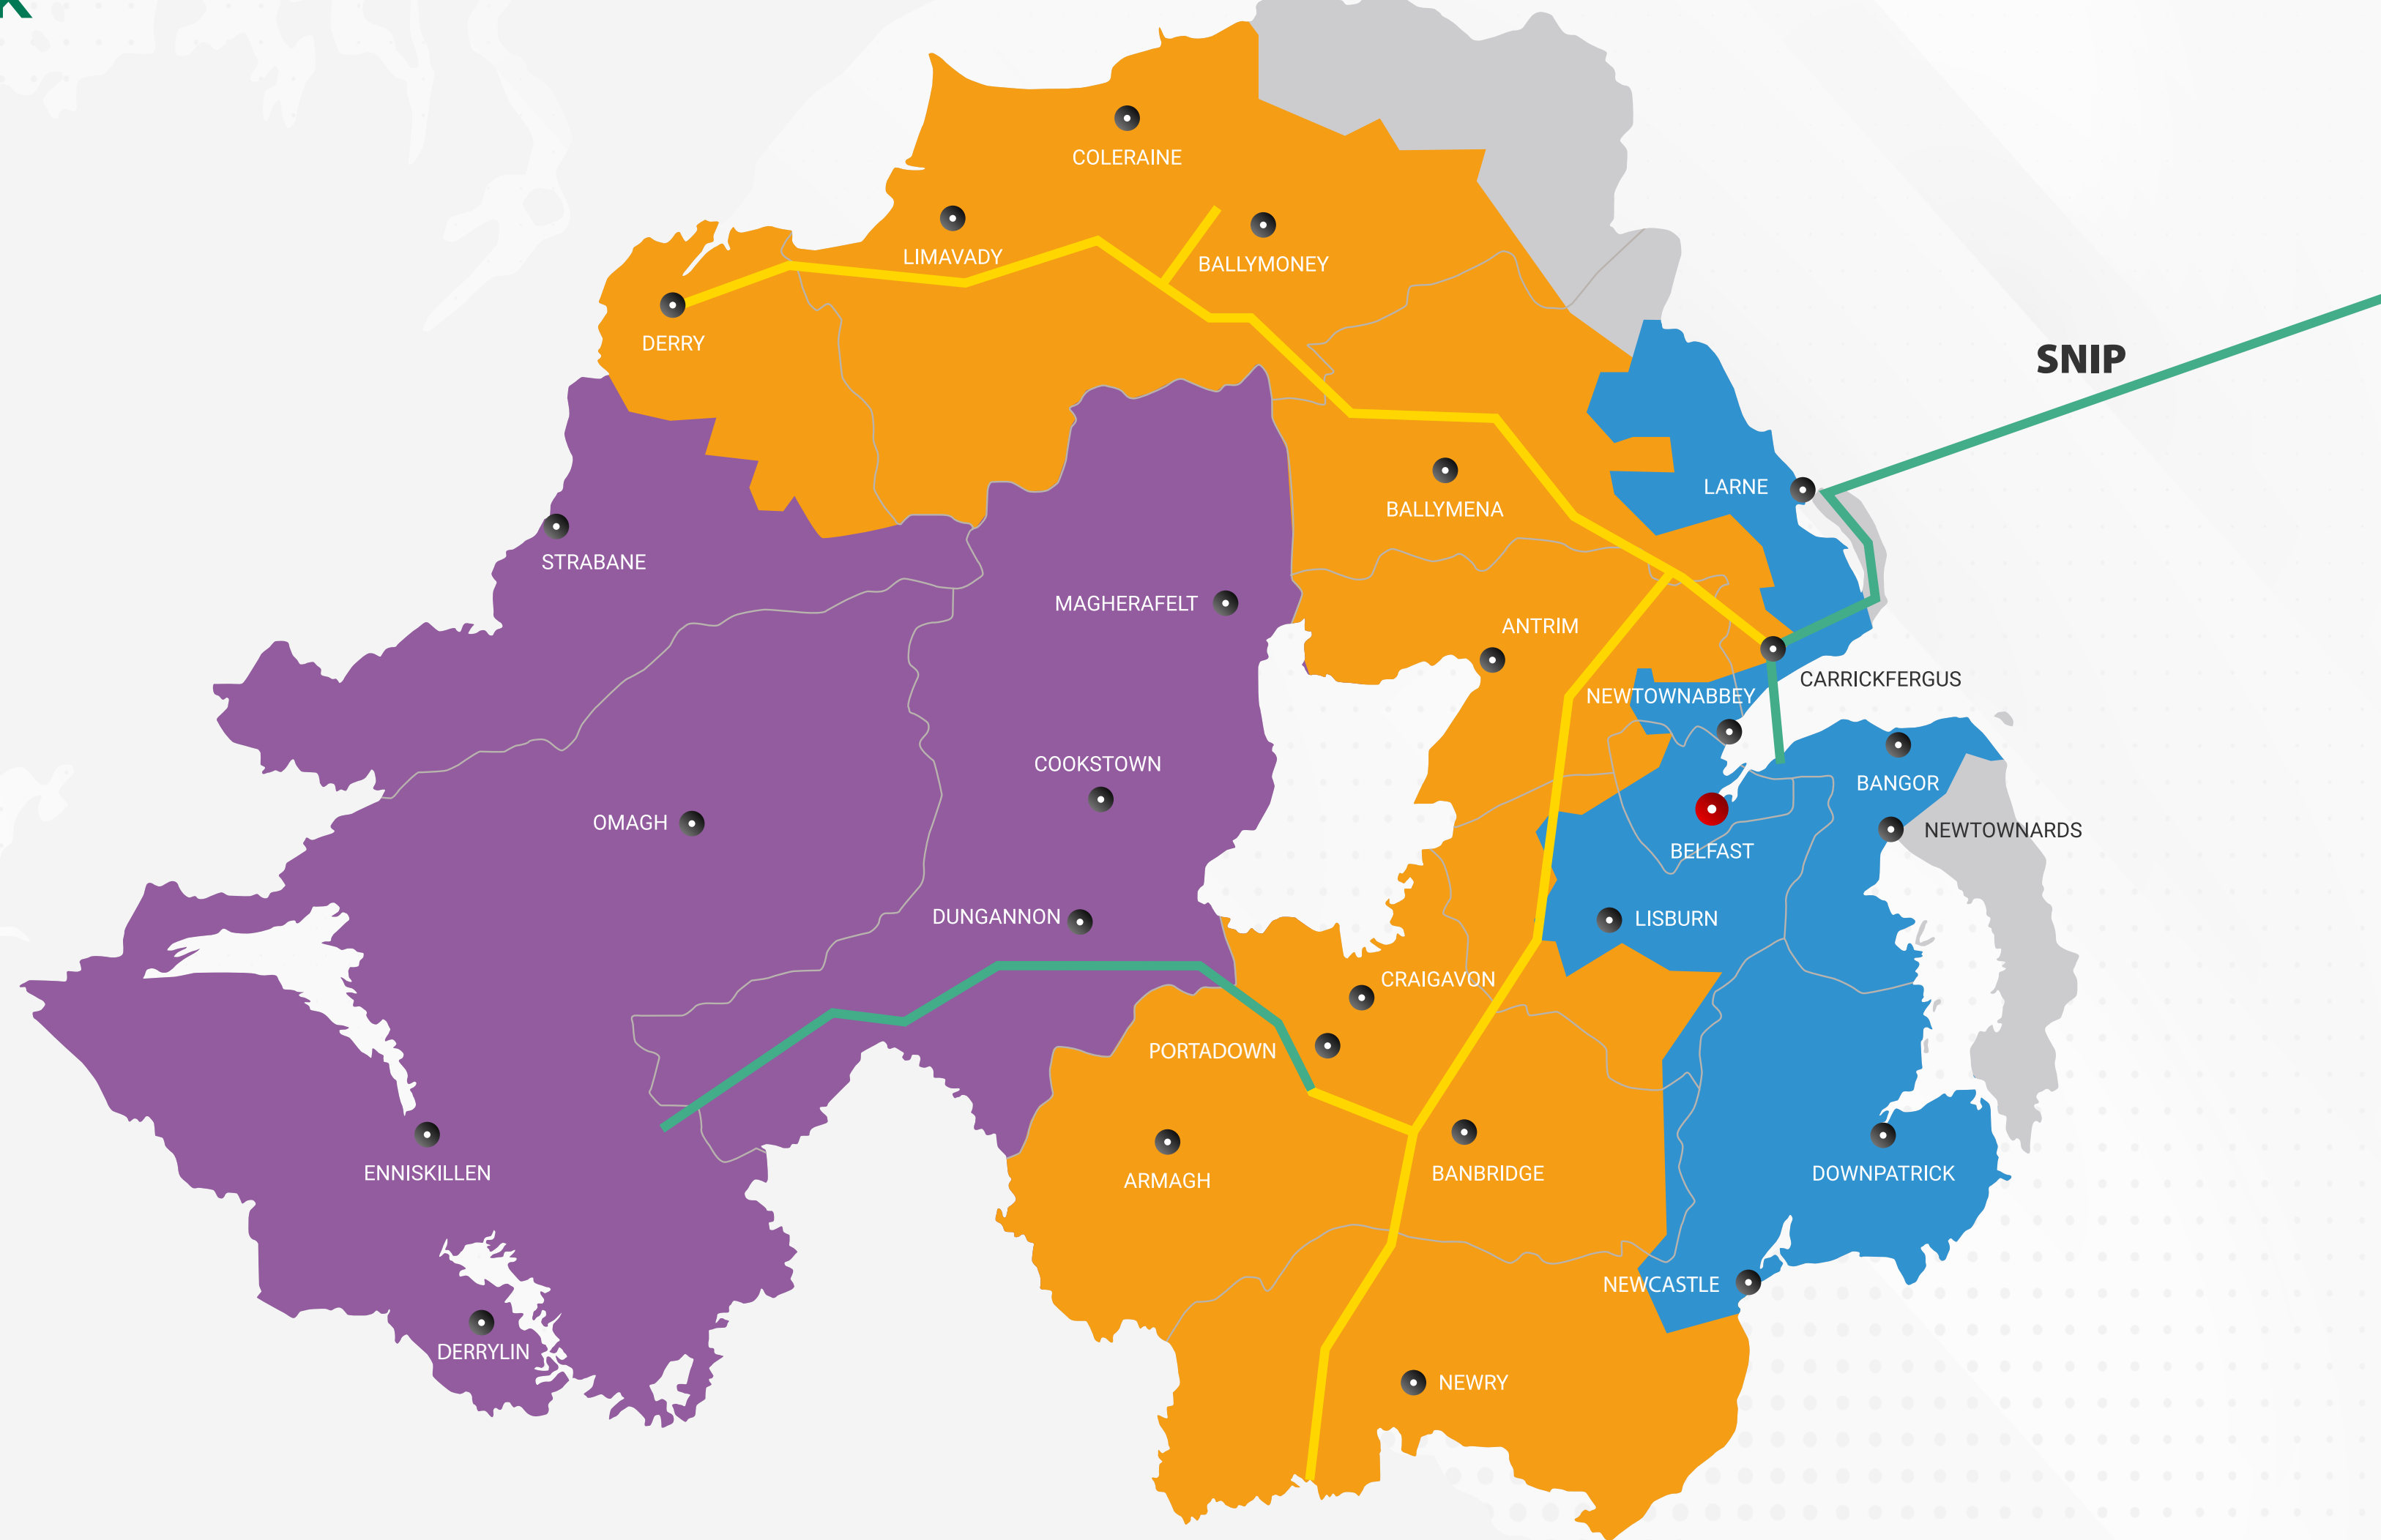 K
COLERAINE
LIMAVADY
BALLYMONEY
DERRY
SNIP
LARNE
BALLYMENA
STRABANE
MAGHERAFELT
ANTRIM
CARRICKFERGUS
NEWTOWNABBEY
COOKSTOWN
BANGOR
OMAGH
NEWTOWNARDS
BELFAST
DUNGANNON
LISBURN
CRAIGAVON
PORTADOWN
ENNISKILLEN
ARMAGH
BANBRIDGE
DOWNPATRICK
NEWCASTLE
DERRYLIN
NEWRY